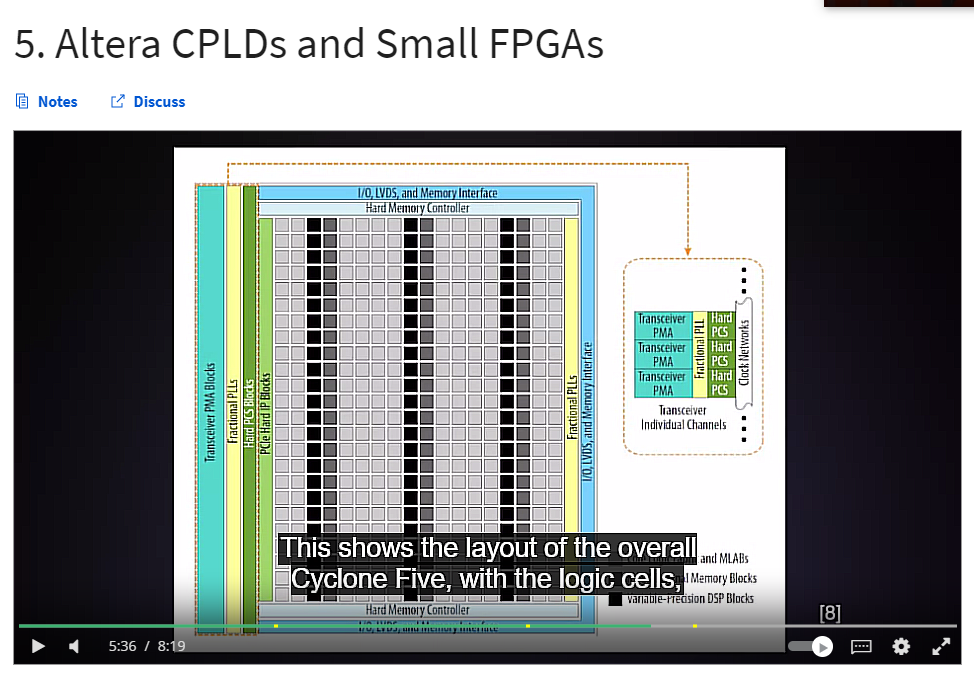 5. Altera CPLDs and Small FPGAs
Notes
Discuss
I/O, LVDS, and Memory Interface
Hard Memory Controller
Transceiver PMA Blocks
Fractional PLLs
Hard PCS Blocks
PCIe Hard IP Blocks
Fractional PLLs
I/O, LVDS, and Memory Interface
Transceiver
PMA
Transceiver
PMA
Transceiver
PMA
Fractional PLL
Hard
PCS
Hard
PCS
Hard
PCS
Clock Networks
Transceiver
Individual Channels
This shows the layout of the overall
Cyclone Five, with the logic cells,
and MLABs
Memory Blocks
Variable-Precision DSP Blocks
Hard Memory Controller
I/O, LVDS, and Memory Interface
[8]
5:36 / 8:19